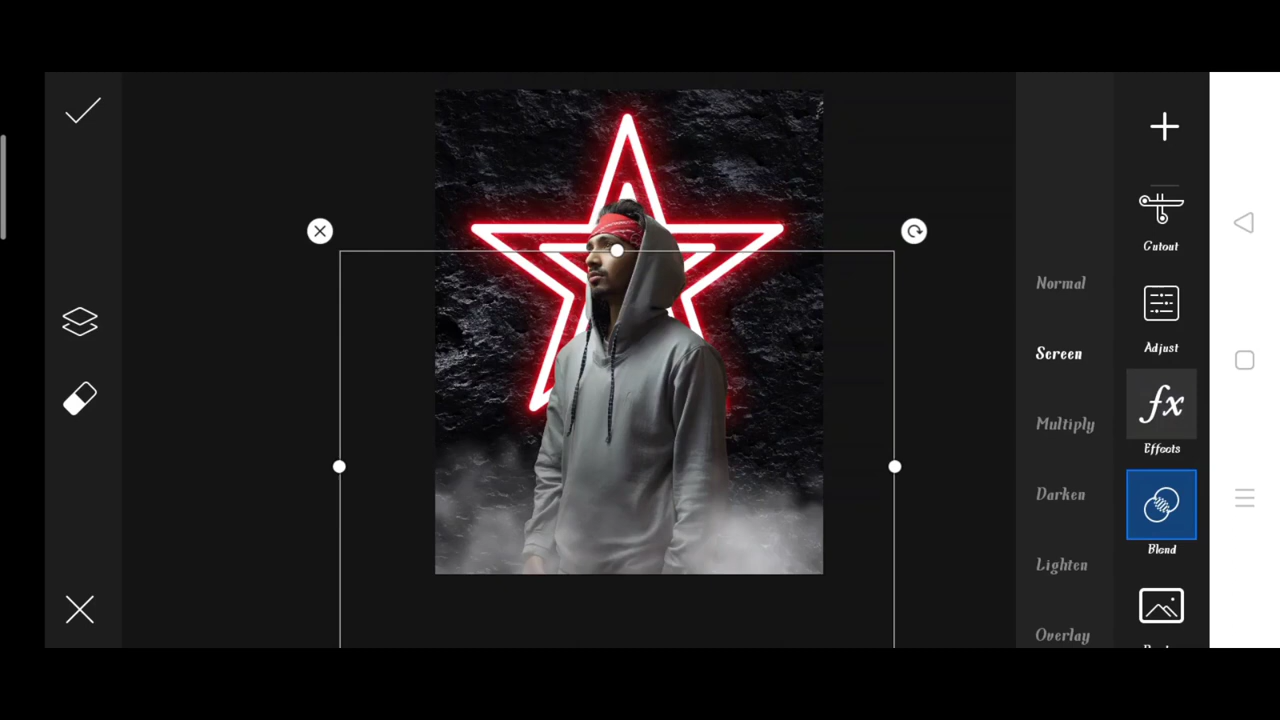 Normal
Screen
Multiply
Darken
Lighten
Overlay
Cutout
Adjust
fx
Effects
Blend